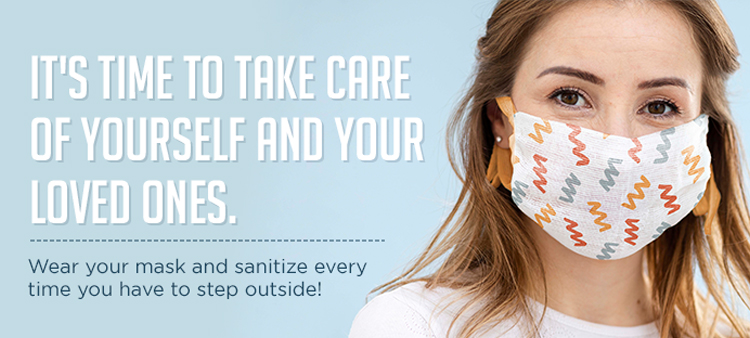 IT'S TIME TO TAKE CARE
OF YOURSELF AND YOUR
LOVED ONES.
Wear your mask and sanitize every
time you have to step outside!